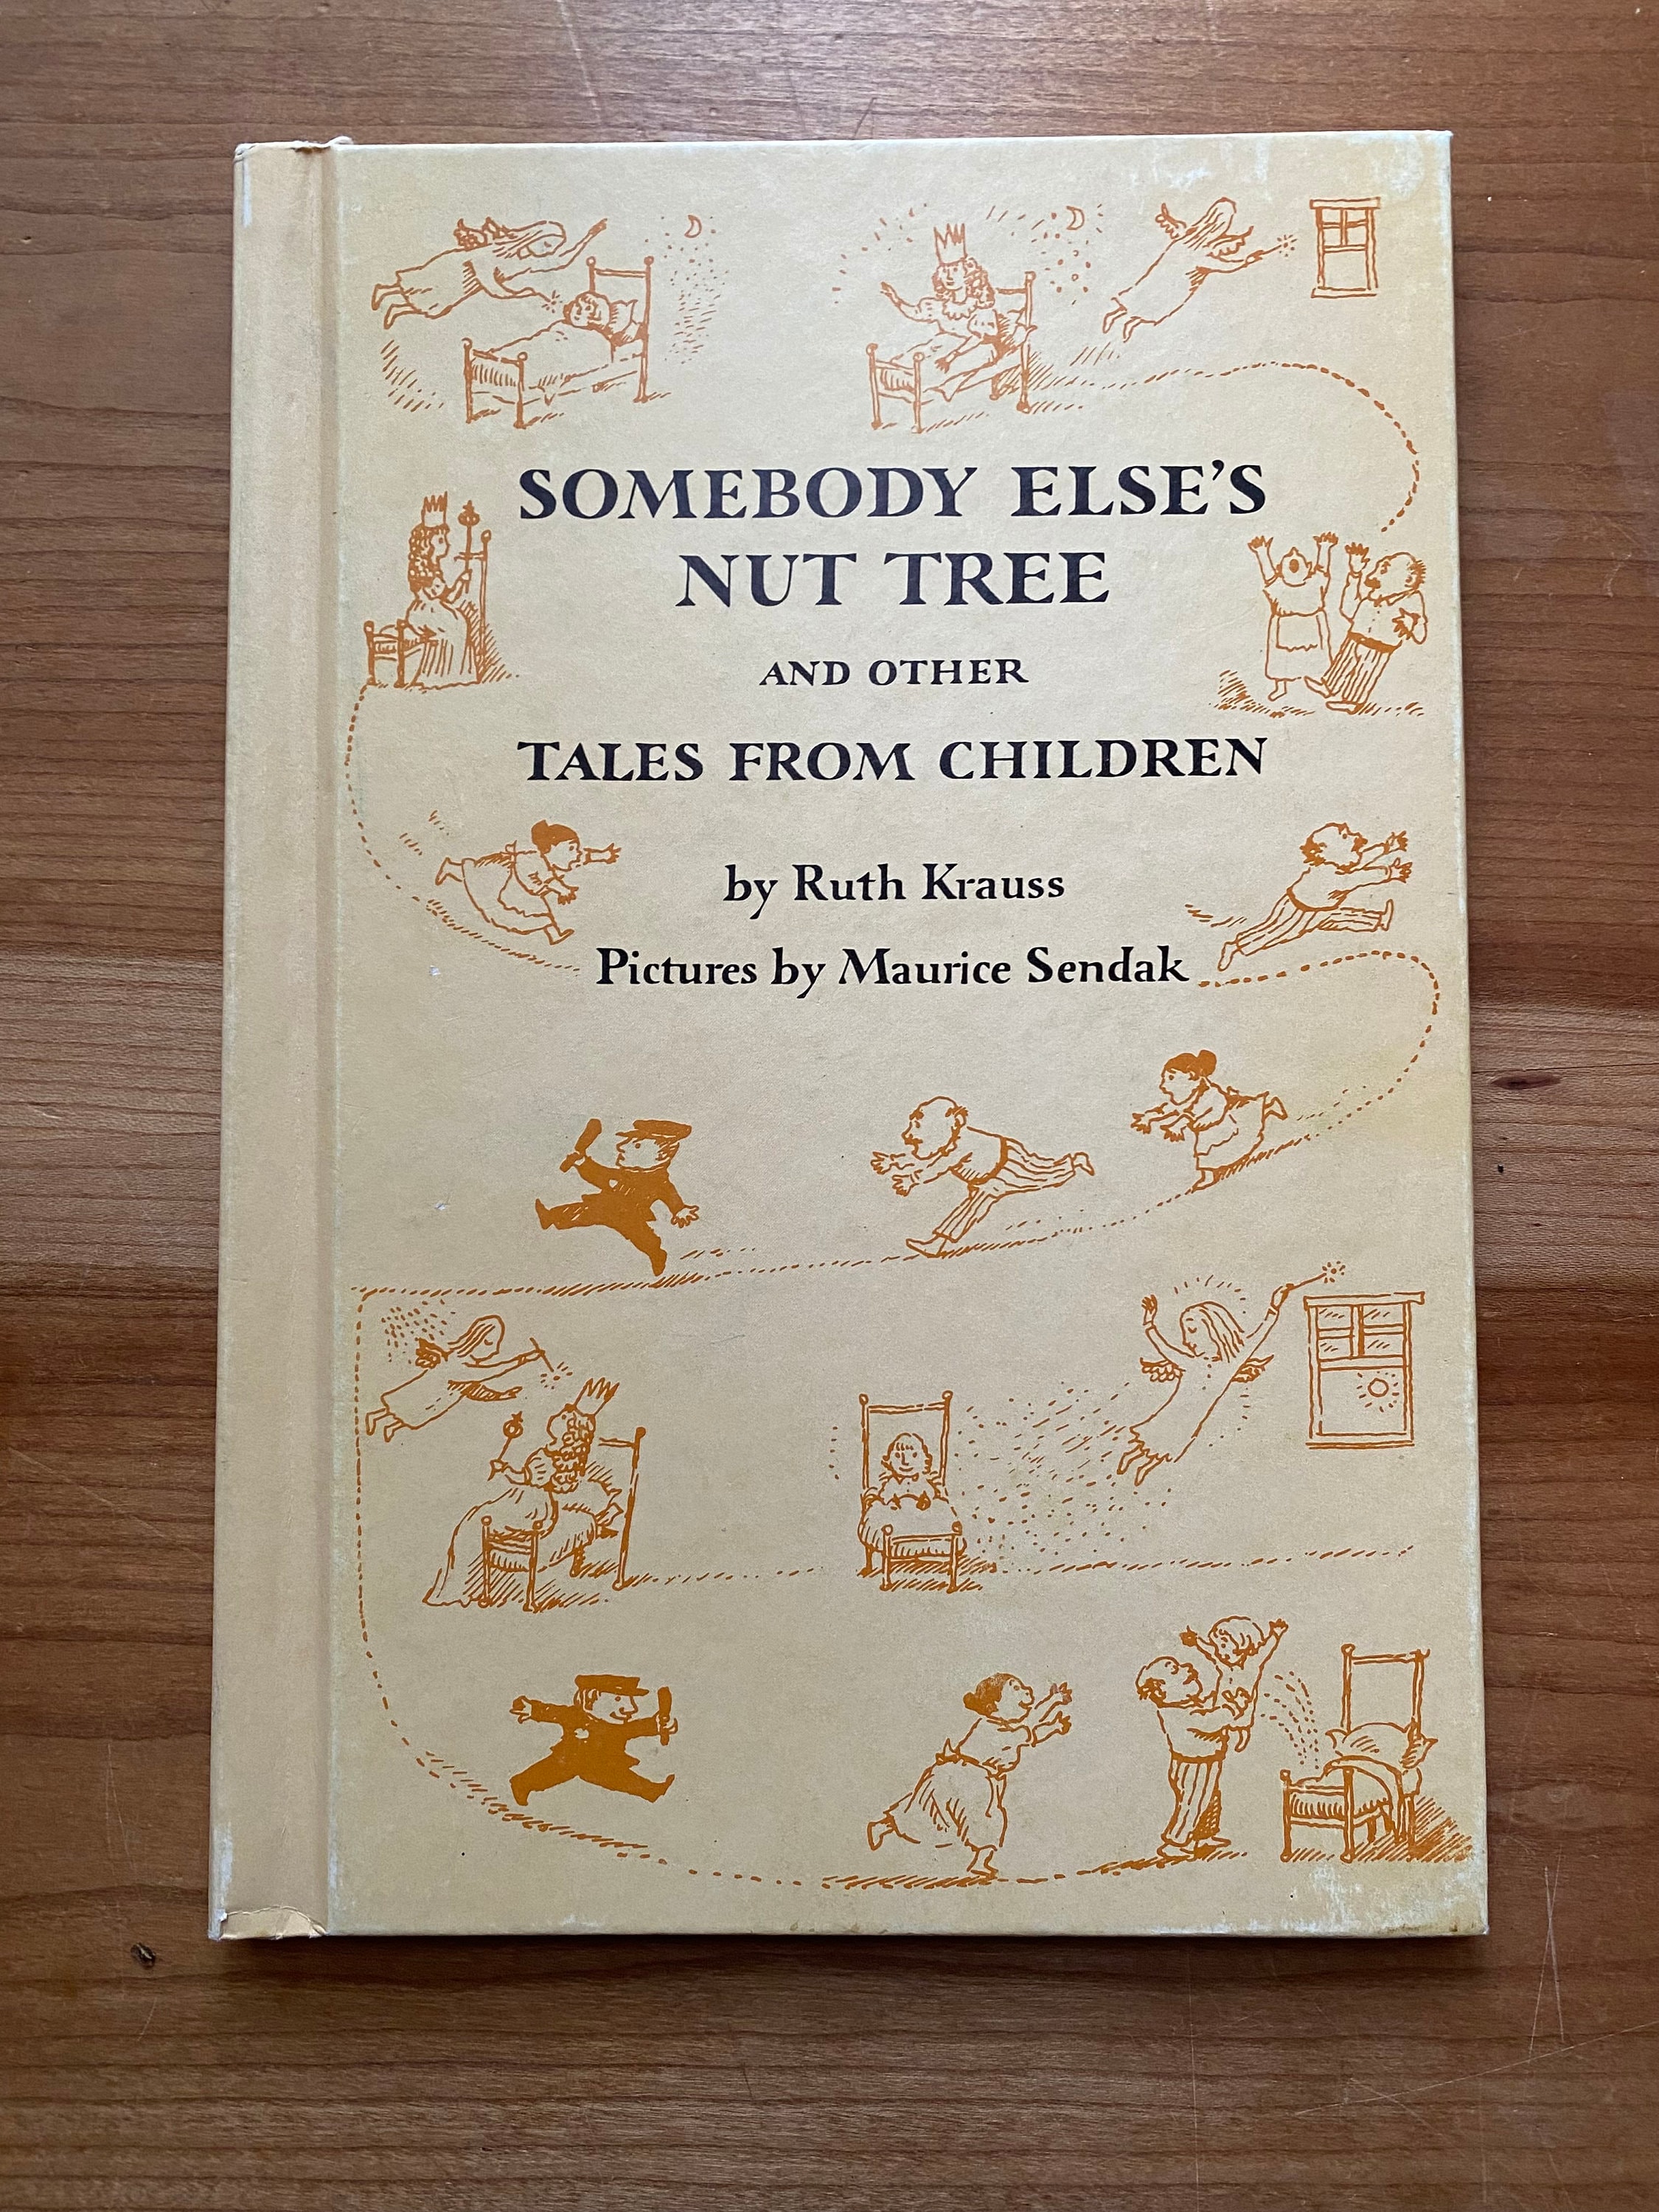 SOMEBODY ELSE'S
NUT TREE
AND OTHER
TALES FROM CHILDREN
by Ruth Krauss
Pictures by Maurice Sendak